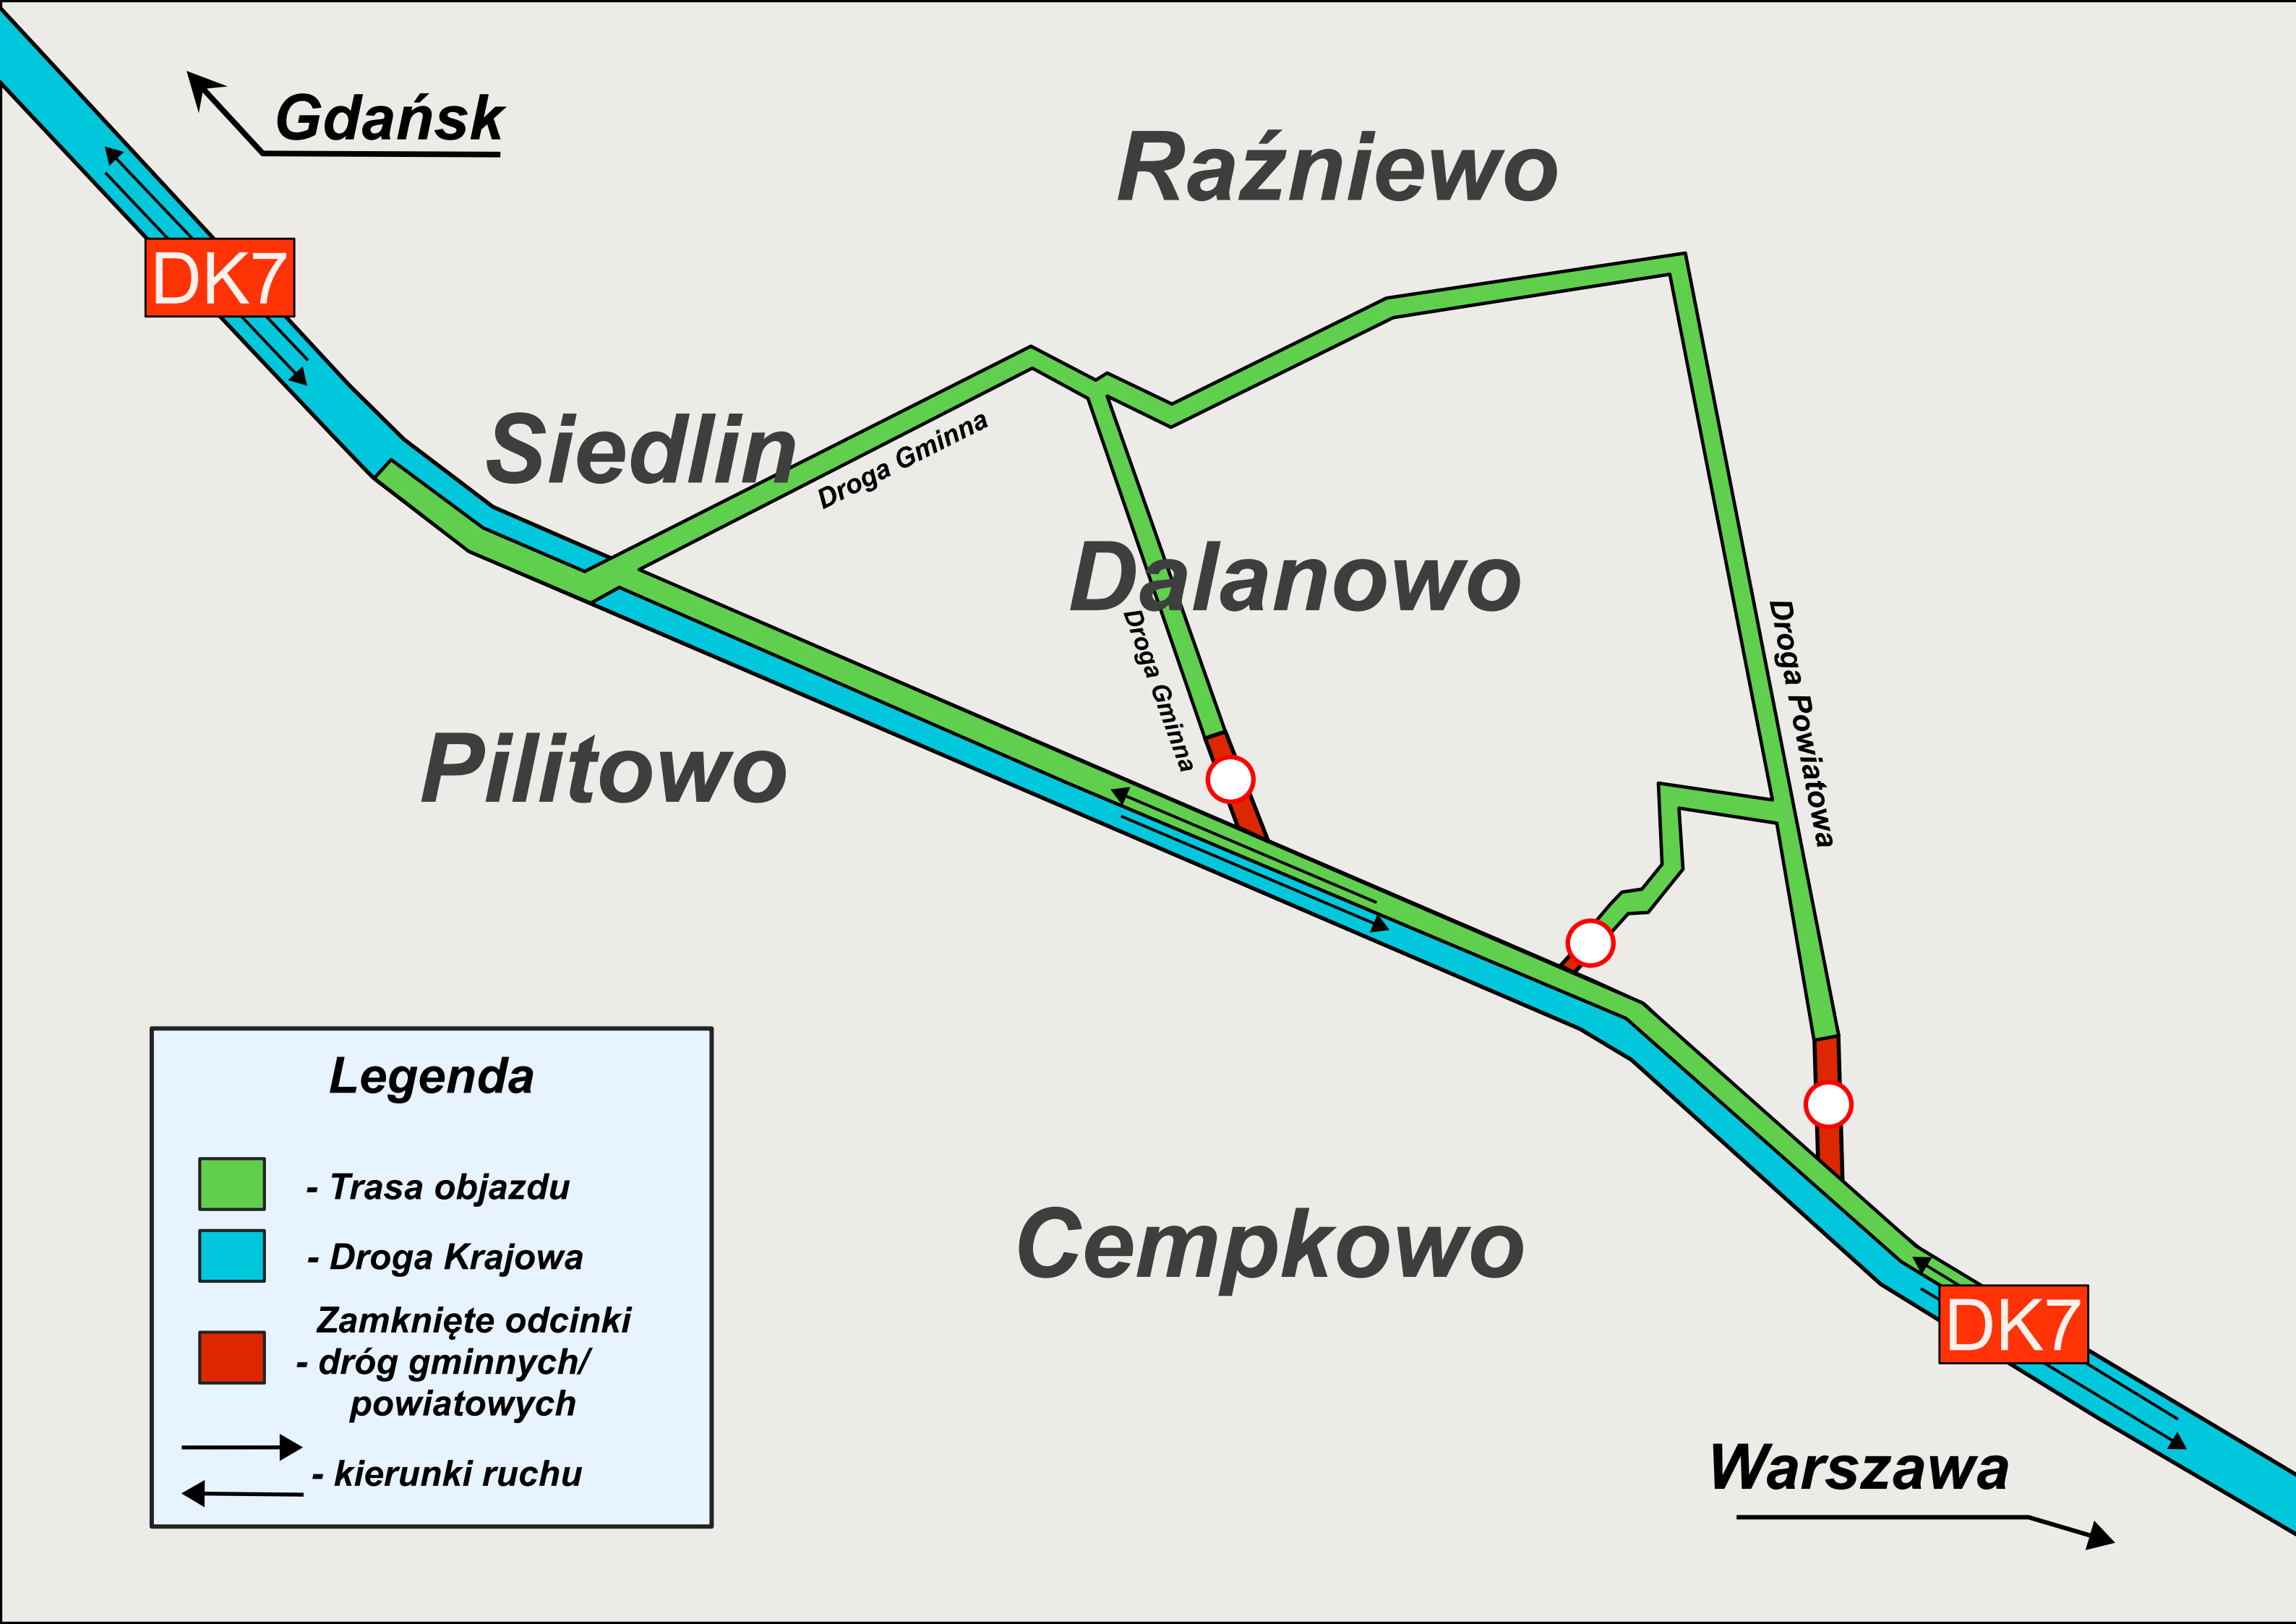 Gdańsk
Raźniewo
DK7
Siedlin
Droga Gminna
Dalanowo
Droga Gminna
Droga Powiatowa
Pilitowo
Legenda
- Trasa objazdu
- Droga Krajowa
Zamknięte odcinki
- dróg gminnych/
powiatowych
- kierunki ruchu
Cempkowo
DK7
Warszawa